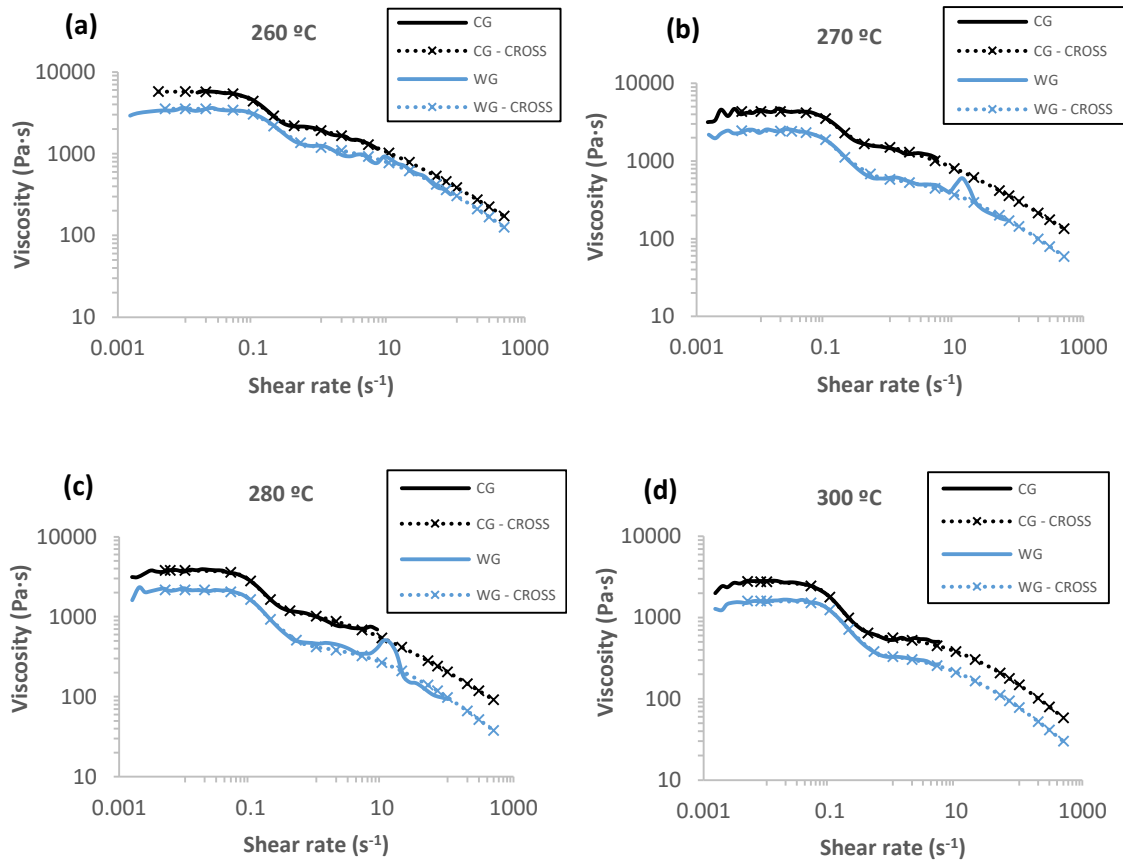 (a)
260 ºC
CG
CG - CROSS
WG
WG - CROSS
10000
1000
100
10
Viscosity (Pa·s)
0.001
0.1
10
1000
Shear rate (s⁻¹)
(b)
270 ºC
CG
CG - CROSS
WG
WG - CROSS
10000
1000
100
10
Viscosity (Pa·s)
0.001
0.1
10
1000
Shear rate (s⁻¹)
(c)
280 ºC
CG
CG - CROSS
WG
WG - CROSS
10000
1000
100
10
Viscosity (Pa·s)
0.001
0.1
10
1000
Shear rate (s⁻¹)
(d)
300 ºC
CG
CG - CROSS
WG
WG - CROSS
10000
1000
100
10
Viscosity (Pa·s)
0.001
0.1
10
1000
Shear rate (s⁻¹)